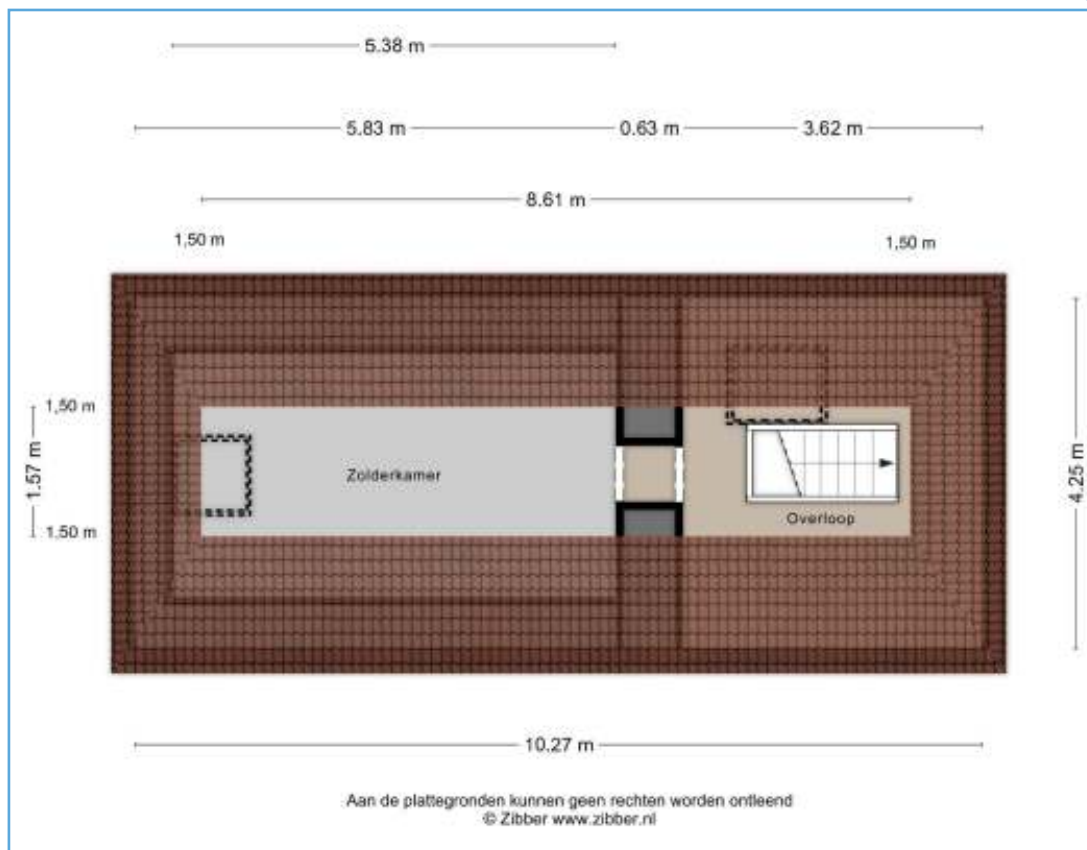 5.38 m
5.83 m 0.63 m 3.62 m
8.61 m
1,50 m 1,50 m
1,50 m
1.57 m
1,50 m
Zolderkamer
Overloop
4.25 m
10.27 m
Aan de plattegronden kunnen geen rechten worden ontleend
© Zibber www.zibber.nl